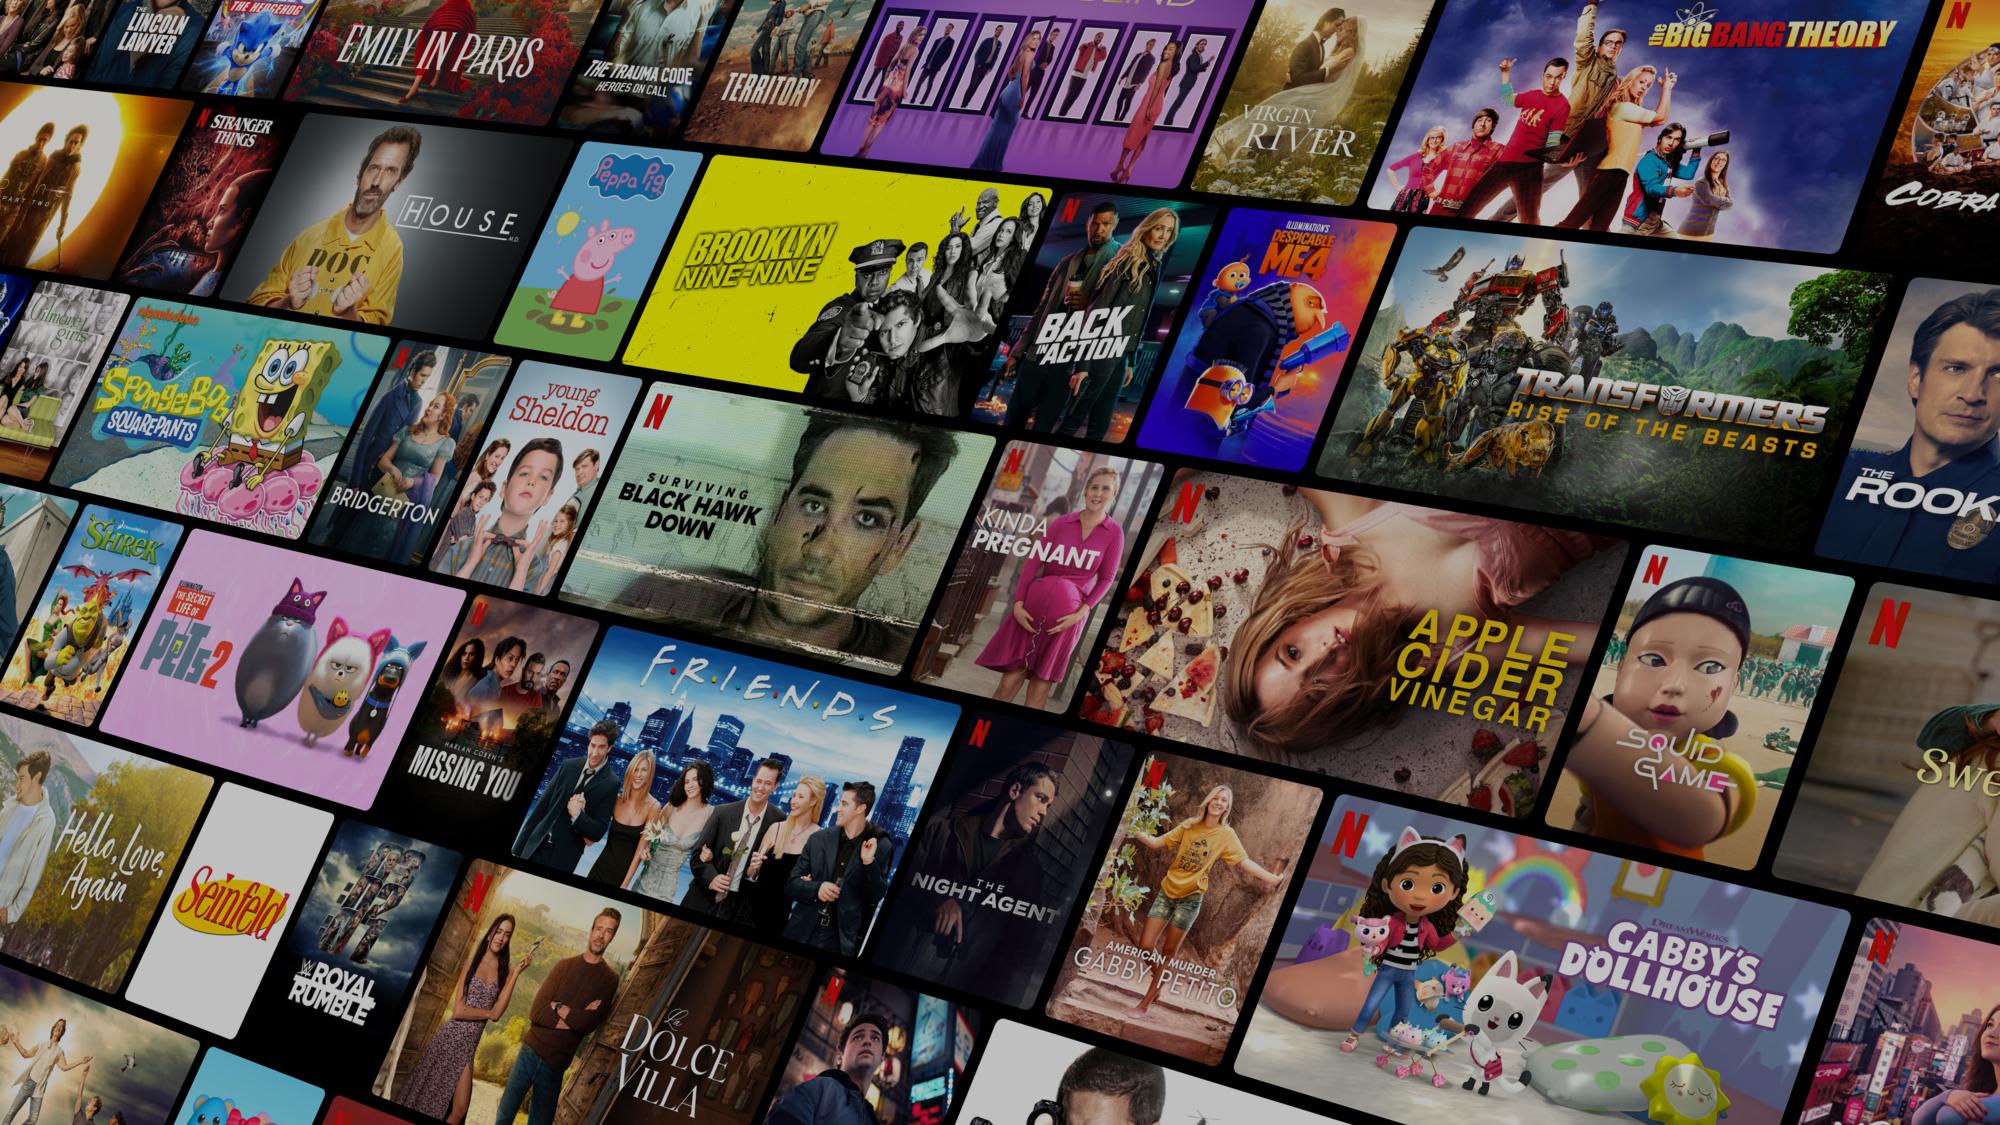 THE
LINCOLN
LAWYER
THE HEDGEHOG
EMILY IN PARIS
THE TRAUMA CODE
HEROES ON CALL
TERRITORY
VIRGIN
RIVER
the BIG BANG THEORY
N
COBRA
DUNE
PART TWO
N
STRANGER
THINGS
DOC
HOUSE
M.D.
Peppa Pig
BROOKLYN
NINE-NINE
N
BACK
IN ACTION
ILLUMINATION'S
DESPICABLE
ME 4
TRANSFORMERS
RISE OF THE BEASTS
THE
ROOK
Gilmore
girls
nickelodeon
SpongeBob
SQUAREPANTS
N
BRIDGERTON
young
Sheldon
N
SURVIVING
BLACK HAWK
DOWN
N
KINDA
PREGNANT
N
APPLE
CIDER
VINEGAR
N
SQUID
GAME
N
Swe
DreamWorks
SHREK
ILLUMINATION
THE SECRET
LIFE OF
PETS 2
N
HARLAN COBEN'S
MISSING YOU
F·R·I·E·N·D·S
N
THE
NIGHT AGENT
N
AMERICAN MURDER
GABBY PETITO
N
DREAMWORKS
GABBY'S
DOLLHOUSE
N
Hello, Love,
Again
Seinfeld
W ROYAL
RUMBLE
N
La
DOLCE
VILLA
N